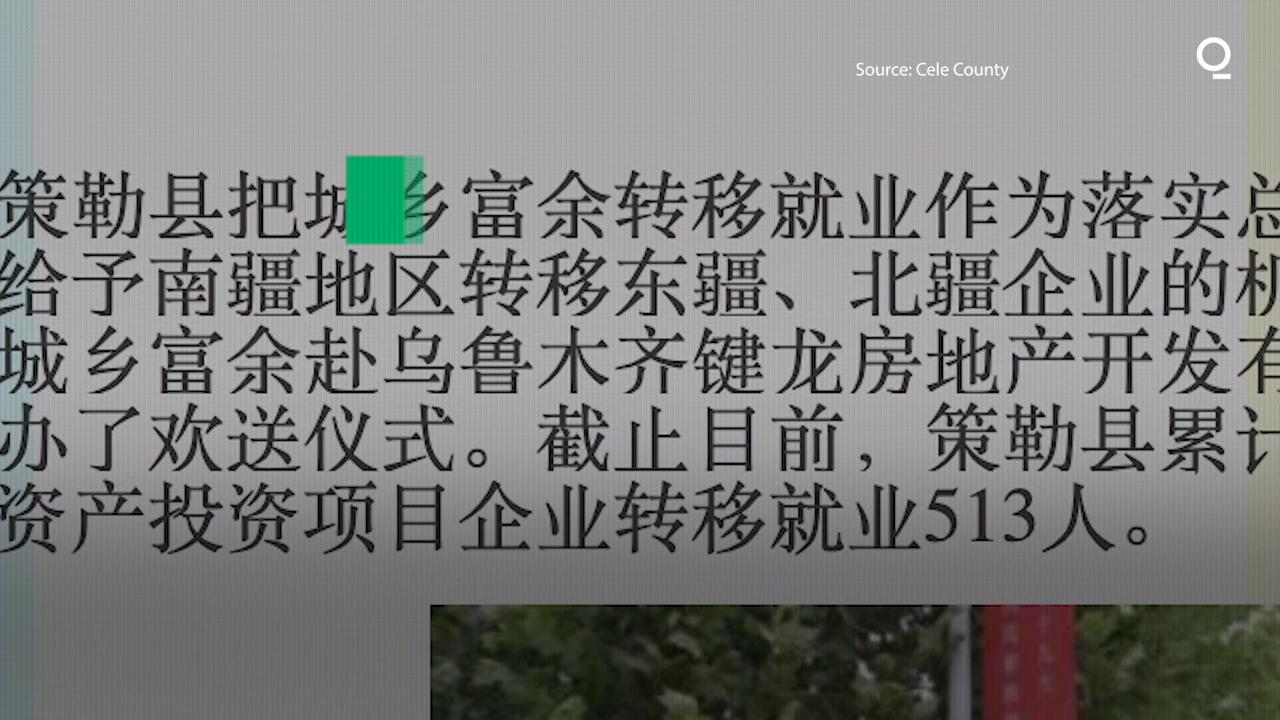 Source: Cele County
策勒县把城乡富余转移就业作为落实总
给予南疆地区转移东疆、北疆企业的机
城乡富余赴乌鲁木齐键龙房地产开发有
办了欢送仪式。截止目前，策勒县累计
资产投资项目企业转移就业513人。